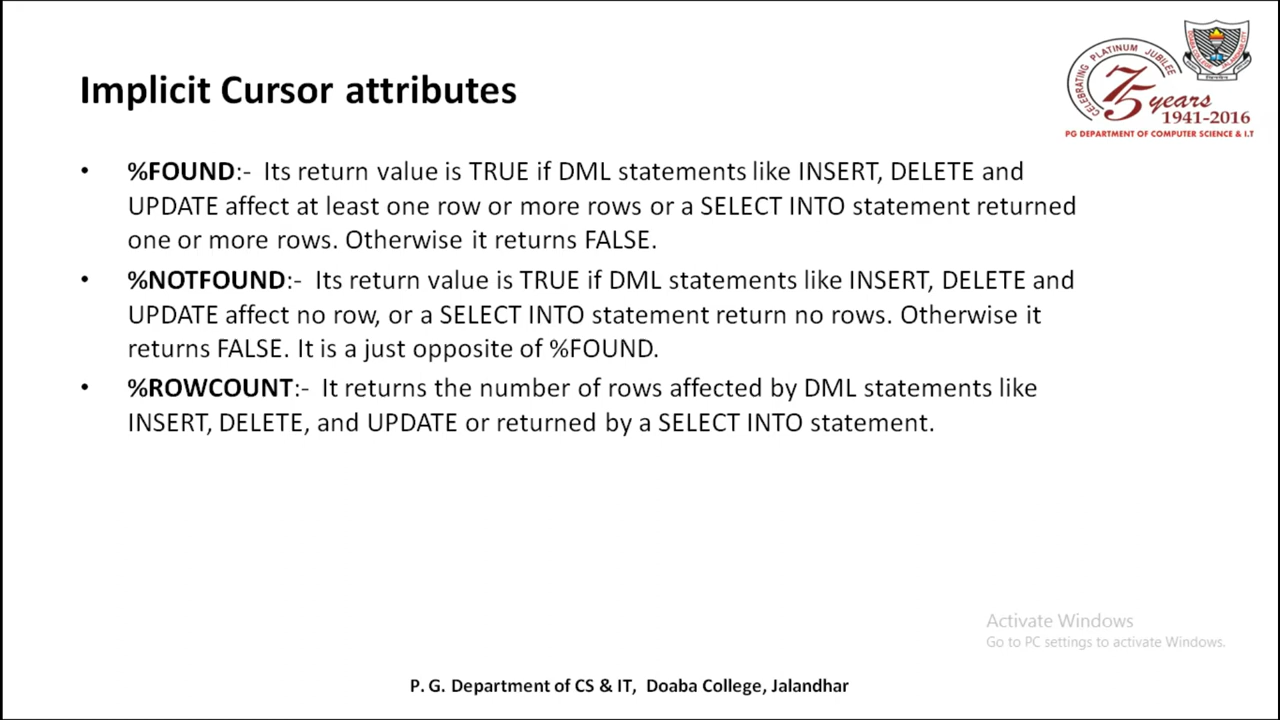 Implicit Cursor attributes
CELEBRATING PLATINUM JUBILEE
75 years
1941-2016
PG DEPARTMENT OF COMPUTER SCIENCE & I.T
• %FOUND:- Its return value is TRUE if DML statements like INSERT, DELETE and
UPDATE affect at least one row or more rows or a SELECT INTO statement returned
one or more rows. Otherwise it returns FALSE.
• %NOTFOUND:- Its return value is TRUE if DML statements like INSERT, DELETE and
UPDATE affect no row, or a SELECT INTO statement return no rows. Otherwise it
returns FALSE. It is a just opposite of %FOUND.
• %ROWCOUNT:- It returns the number of rows affected by DML statements like
INSERT, DELETE, and UPDATE or returned by a SELECT INTO statement.
Activate Windows
Go to PC settings to activate Windows.
P. G. Department of CS & IT, Doaba College, Jalandhar